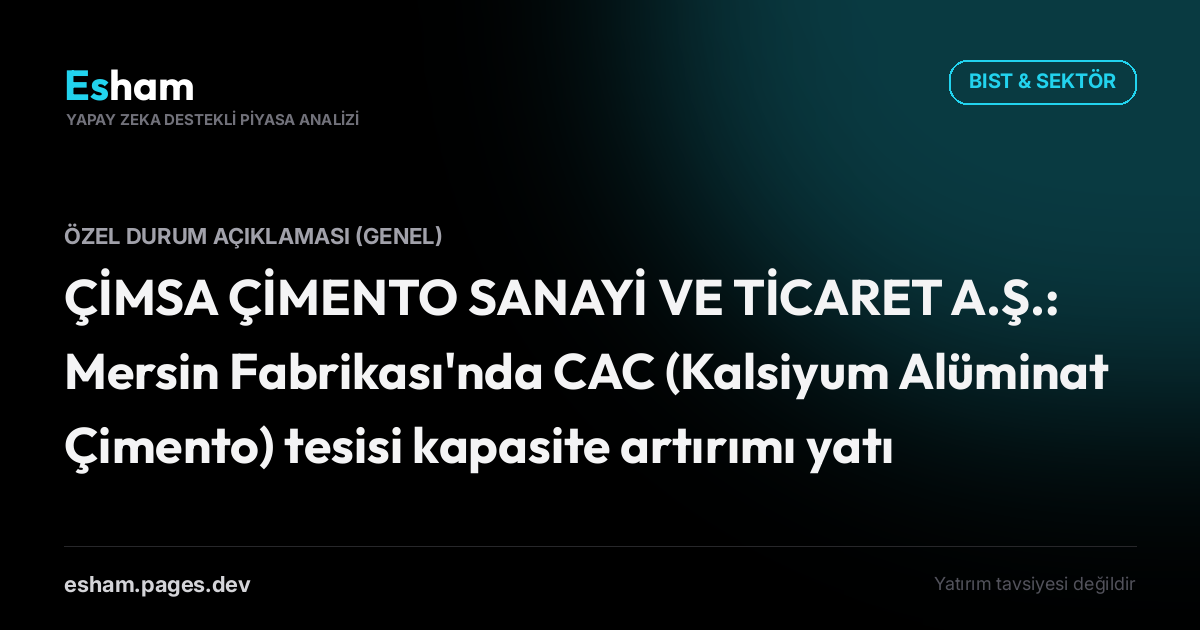 Esham
BIST & SEKTÖR
YAPAY ZEKA DESTEKLİ PİYASA ANALİZİ
ÖZEL DURUM AÇIKLAMASI (GENEL)
ÇİMSA ÇİMENTO SANAYİ VE TİCARET A.Ş.:
Mersin Fabrikası'nda CAC (Kalsiyum Alüminat
Çimento) tesisi kapasite artırımı yatı
esham.pages.dev
Yatırım tavsiyesi değildir